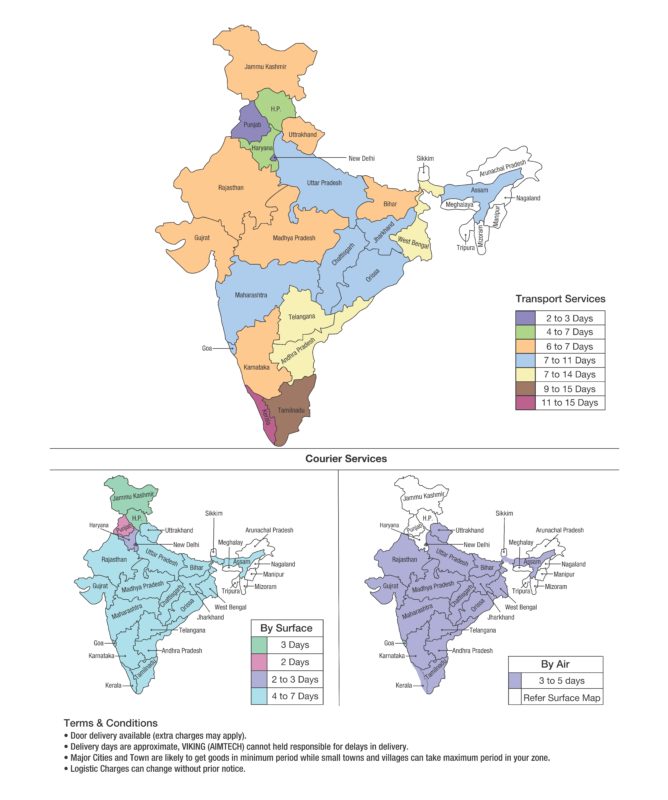 Jammu Kashmir
H.P.
Punjab
Uttrakhand
Haryana
New Delhi
Sikkim
Arunachal Pradesh
Rajasthan
Uttar Pradesh
Assam
Nagaland
Bihar
Meghalaya
Manipur
Mizoram
Tripura
Gujrat
Madhya Pradesh
Jharkhand
West Bengal
Chattisgarh
Orossa
Maharashtra
Telangana
Goa
Andhra Pradesh
Karnataka
Tamilnadu
Kerala
Transport Services
2 to 3 Days
4 to 7 Days
6 to 7 Days
7 to 11 Days
7 to 14 Days
9 to 15 Days
11 to 15 Days
Courier Services
Jammu Kashmir
H.P.
Haryana
Punjab
Uttrakhand
Sikkim
Arunachal Pradesh
New Delhi
Meghalay
Rajasthan
Uttar Pradesh
Bihar
Assam
Nagaland
Manipur
Mizoram
Tripura
Gujrat
Madhya Pradesh
Chattisgarh
Orossa
West Bengal
Jharkhand
Maharashtra
Telangana
Goa
Karnataka
Andhra Pradesh
Tamilnadu
Kerala
By Surface
3 Days
2 Days
2 to 3 Days
4 to 7 Days
Jammu Kashmir
H.P.
Haryana
Punjab
Uttrakhand
Sikkim
Arunachal Pradesh
New Delhi
Meghalay
Rajasthan
Uttar Pradesh
Bihar
Assam
Nagaland
Manipur
Mizoram
Tripura
Gujrat
Madhya Pradesh
Chattisgarh
Orossa
West Bengal
Jharkhand
Maharashtra
Telangana
Goa
Karnataka
Andhra Pradesh
Tamilnadu
Kerala
By Air
3 to 5 days
Refer Surface Map
Terms & Conditions
• Door delivery available (extra charges may apply).
• Delivery days are approximate, VIKING (AIMTECH) cannot held responsible for delays in delivery.
• Major Cities and Town are likely to get goods in minimum period while small towns and villages can take maximum period in your zone.
• Logistic Charges can change without prior notice.